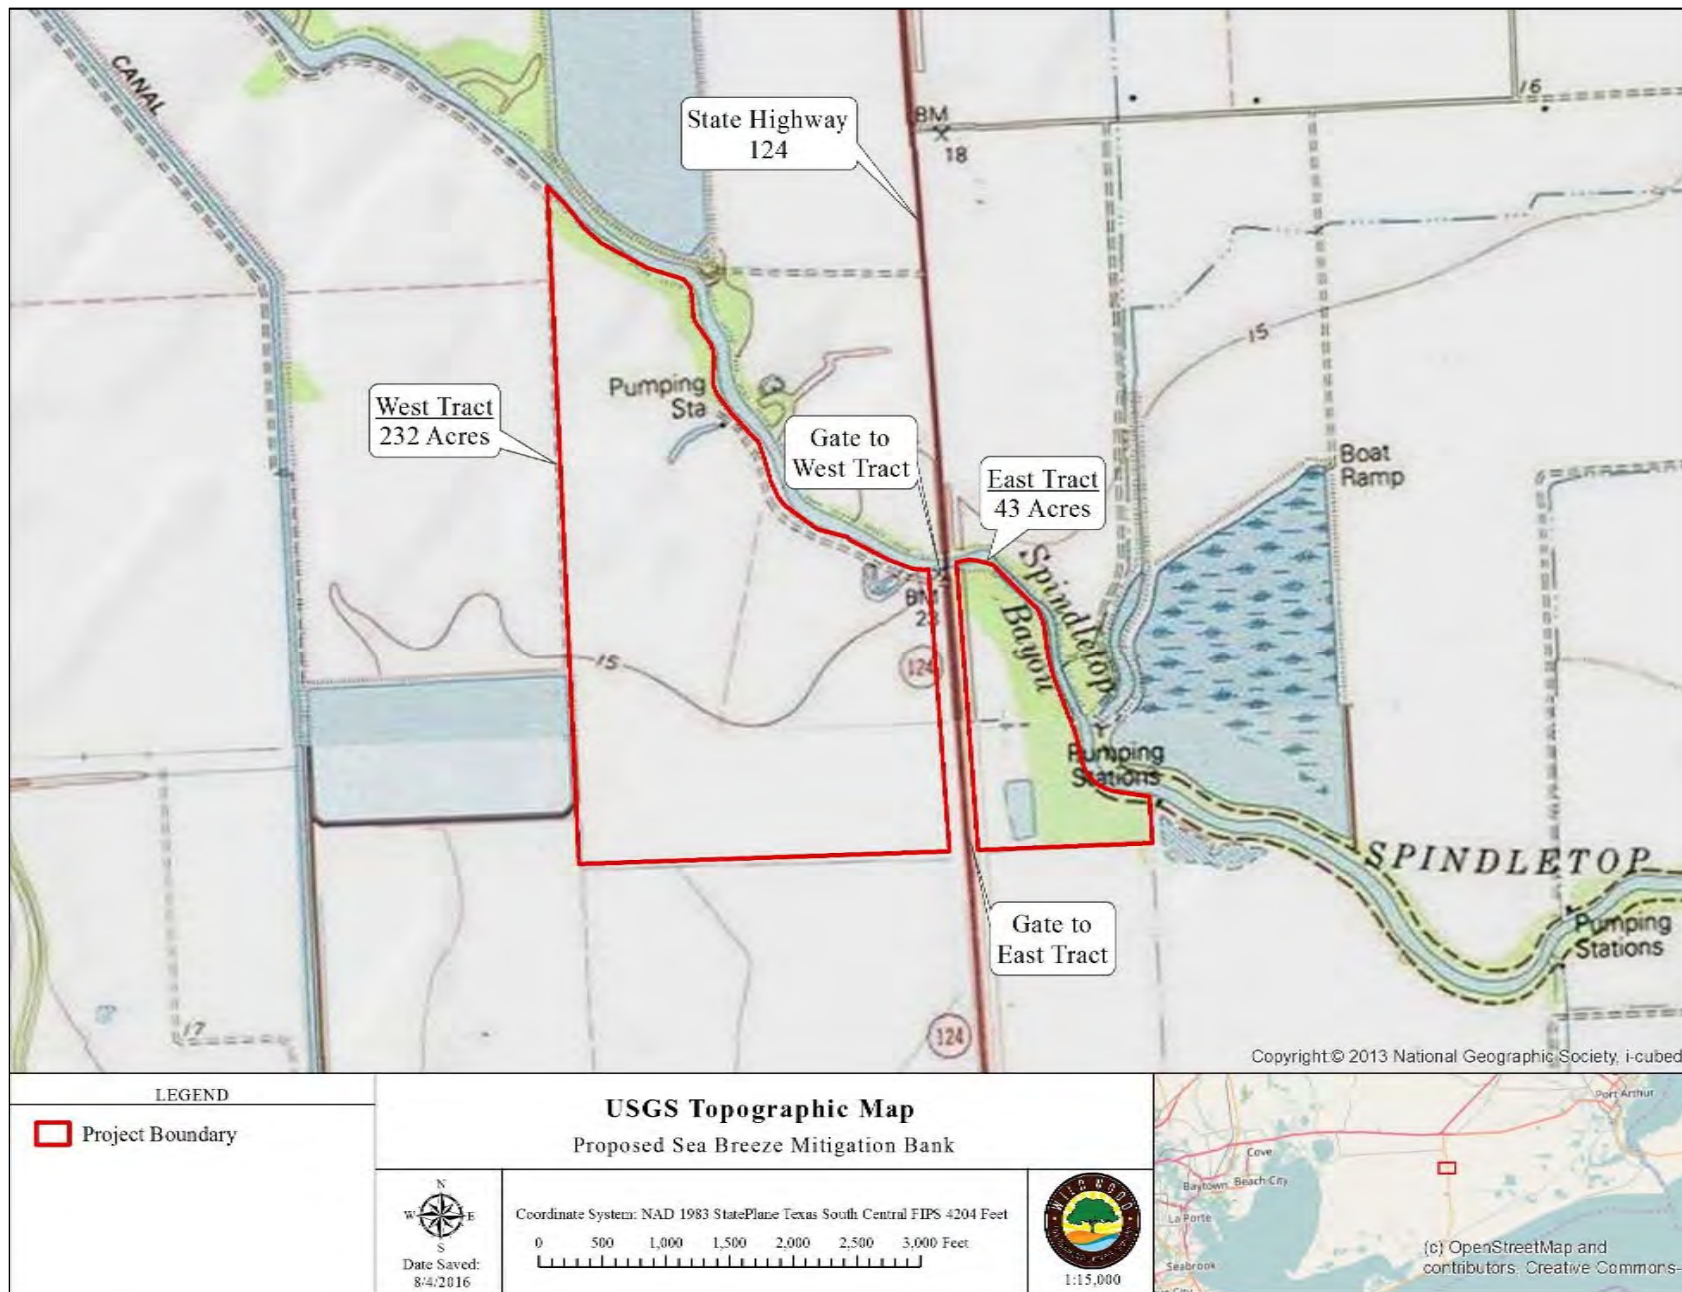 CANAL
State Highway
124
BM
18
16
15
Pumping
Sta
West Tract
232 Acres
Gate to
West Tract
East Tract
43 Acres
Boat
Ramp
Spindletop
Bayou
BM
23
15
124
Pumping
Stations
SPINDLETOP
Gate to
East Tract
Pumping
Stations
17
124
Copyright:© 2013 National Geographic Society, i-cubed
LEGEND
Project Boundary
USGS Topographic Map
Proposed Sea Breeze Mitigation Bank
N
W E
S
Date Saved:
8/4/2016
Coordinate System: NAD 1983 StatePlane Texas South Central FIPS 4204 Feet
0 500 1,000 1,500 2,000 2,500 3,000 Feet
WILDWOOD
1:15,000
Port Arthur
Cove
Baytown
Beach City
La Porte
Seabrook
City
(c) OpenStreetMap and
contributors, Creative Commons-